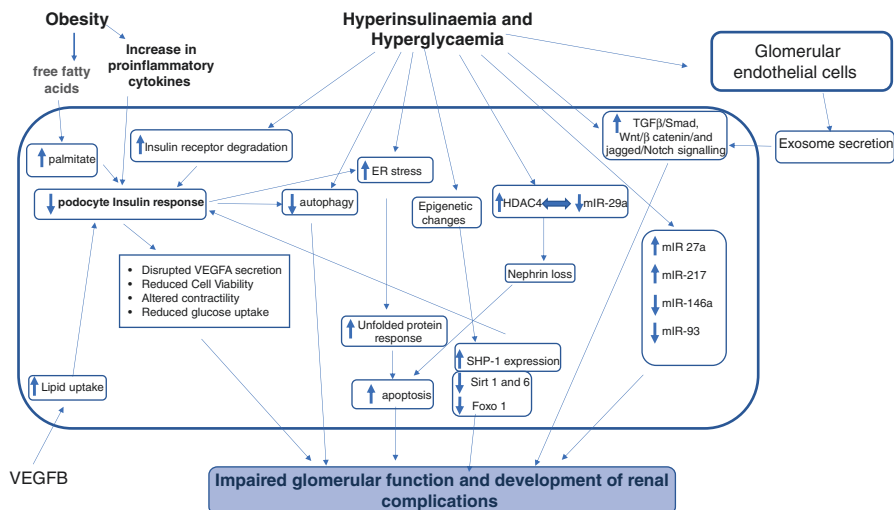 Obesity
free fatty
acids
Increase in
proinflammatory
cytokines
Hyperinsulinaemia and
Hyperglycaemia
Glomerular
endothelial cells
Exosome secretion
palmitate
Insulin receptor degradation
ER stress
TGFβ/Smad,
Wnt/β catenin/and
jagged/Notch signalling
podocyte Insulin response
autophagy
Epigenetic
changes
HDAC4
mIR-29a
• Disrupted VEGFA secretion
• Reduced Cell Viability
• Altered contractility
• Reduced glucose uptake
Nephrin loss
mIR 27a
mIR-217
mIR-146a
mIR-93
Unfolded protein
response
SHP-1 expression
Sirt 1 and 6
Foxo 1
Lipid uptake
apoptosis
VEGFB
Impaired glomerular function and development of renal
complications